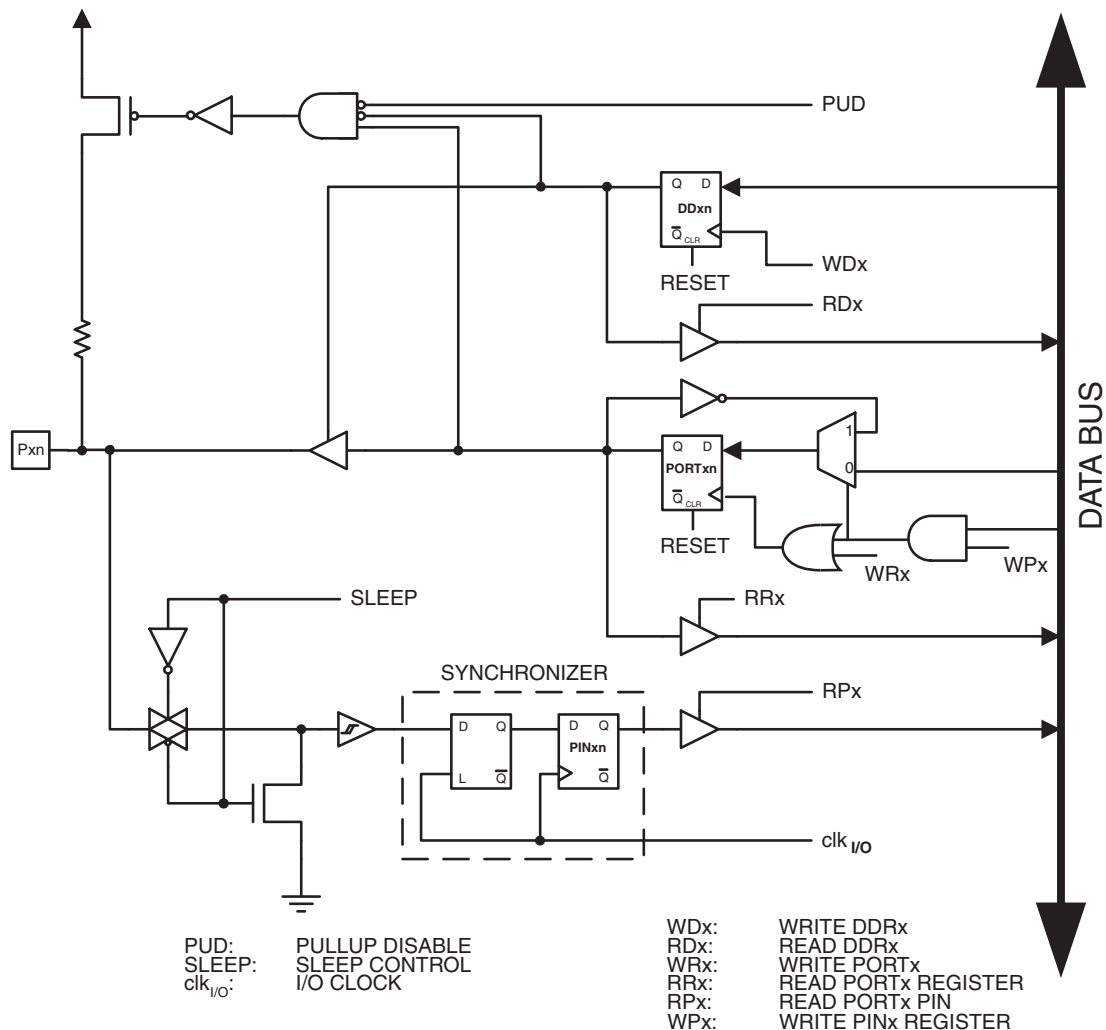 PUD
Q D
DDxn
Q CLR
WDx
RESET
RDx
Pxn
1
Q D
PORTxn
0
Q CLR
RESET
WRx
WPx
DATA BUS
SLEEP
RRx
SYNCHRONIZER
RPx
D Q
D Q
PINxn
L Q
Q
clk I/O
PUD: PULLUP DISABLE
SLEEP: SLEEP CONTROL
clkI/O: I/O CLOCK
WDx: WRITE DDRx
RDx: READ DDRx
WRx: WRITE PORTx
RRx: READ PORTx REGISTER
RPx: READ PORTx PIN
WPx: WRITE PINx REGISTER